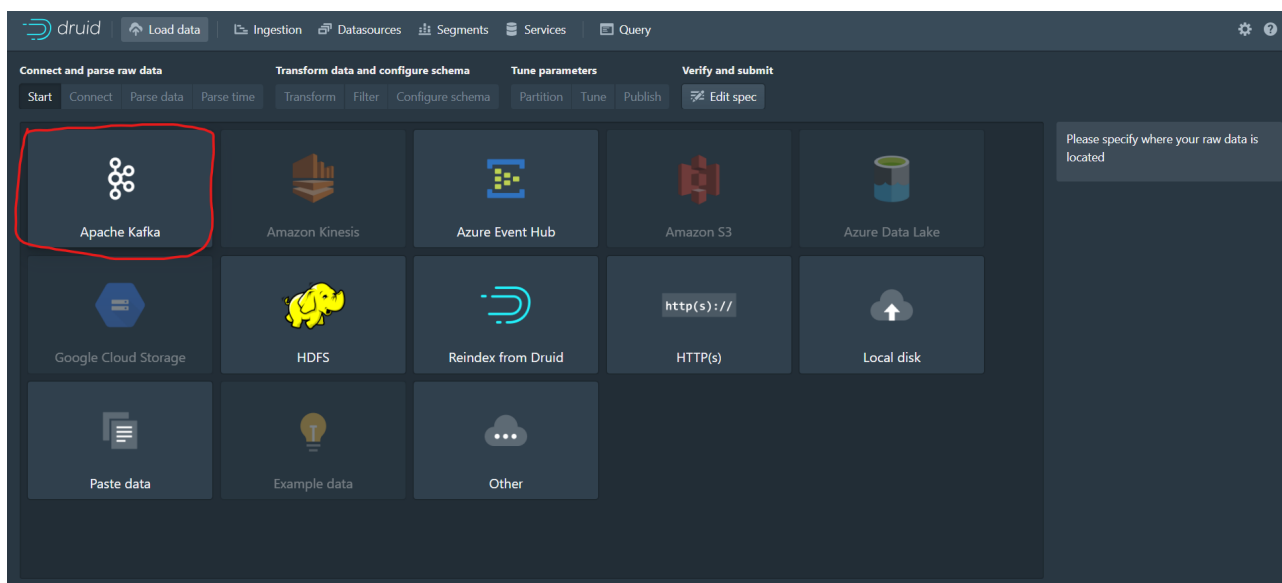 druid Load data Ingestion Datasources Segments Services Query
Connect and parse raw data Transform data and configure schema Tune parameters Verify and submit
Start Connect Parse data Parse time Transform Filter Configure schema Partition Tune Publish Edit spec
Please specify where your raw data is
located
Apache Kafka Amazon Kinesis Azure Event Hub Amazon S3 Azure Data Lake
http(s)://
Google Cloud Storage HDFS Reindex from Druid HTTP(s) Local disk
Paste data Example data Other